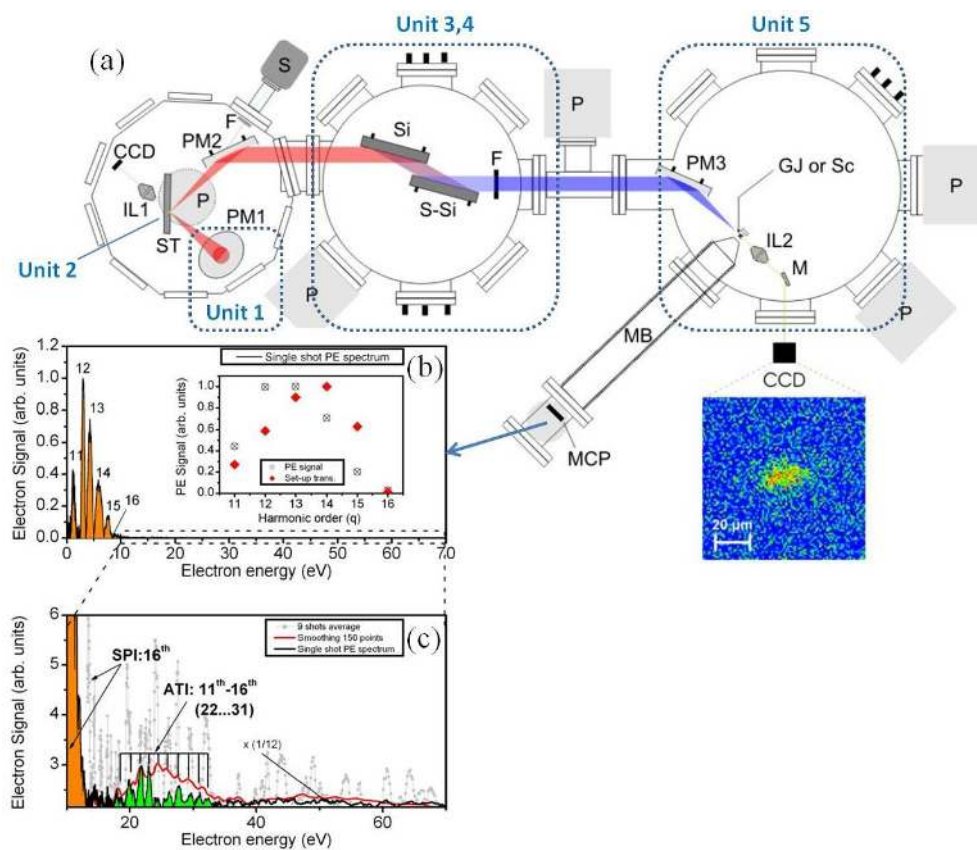 Unit 3,4
Unit 5
(a)
S
F
PM2
CCD
IL1
P
PM1
ST
Unit 2
Unit 1
P
Si
S-Si
F
P
PM3
GJ or Sc
P
IL2
M
P
MB
CCD
MCP
20 µm
(b)
Single shot PE spectrum
Electron Signal (arb. units)
1.2
1.0
0.8
0.6
0.4
0.2
0.0
11
12
13
14
15
16
0 10 20 30 40 50 60 70
Electron energy (eV)
PE Signal (arb. units)
1.0
0.8
0.6
0.4
0.2
0.0
PE signal
Set-up trans
11 12 13 14 15 16
Harmonic order (q)
(c)
Electron Signal (arb. units)
6
5
4
3
9 shots average
Smoothing 150 points
Single shot PE spectrum
SPI:16th
ATI: 11th-16th
(22...31)
x (1/12)
20 40 60
Electron energy (eV)